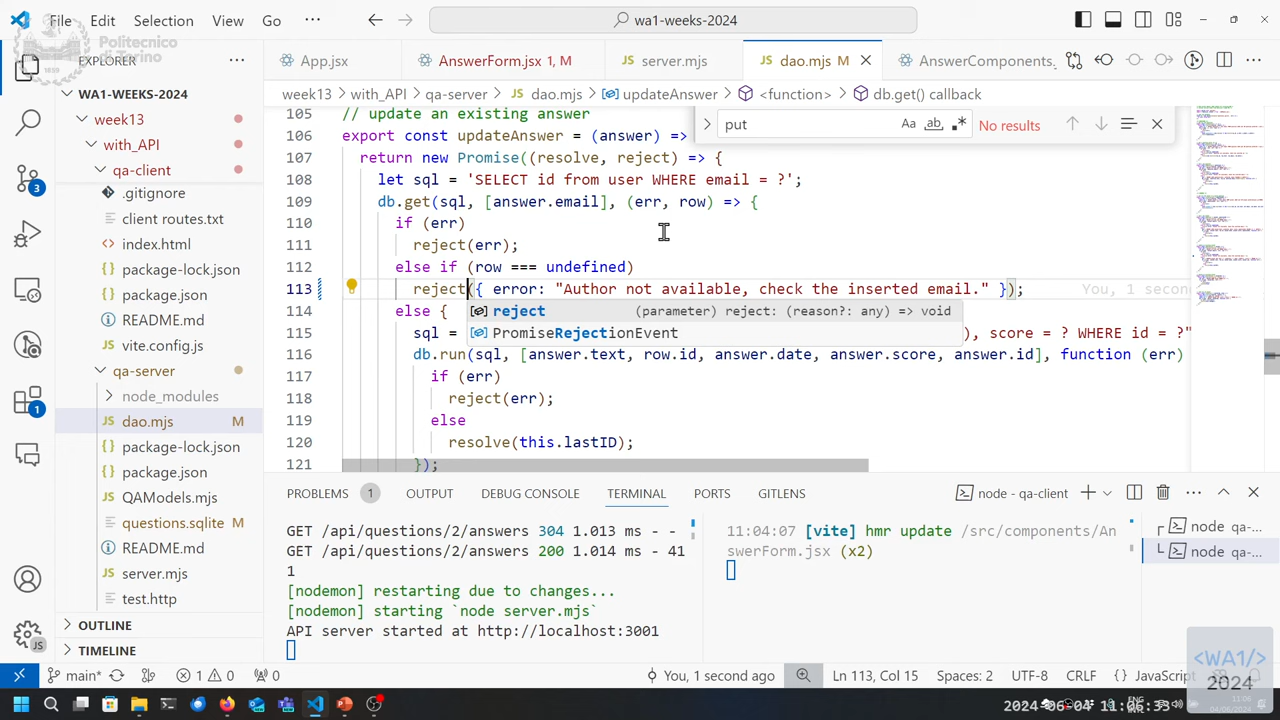 File Edit Selection View Go ··· wa1-weeks-2024
Politecnico
di Torino
EXPLORER
App.jsx AnswerForm.jsx 1, M server.mjs dao.mjs M AnswerComponents.
WA1-WEEKS-2024
week13 > with_API > qa-server > dao.mjs > updateAnswer > <function> > db.get() callback
week13
with_API
qa-client
.gitignore
client routes.txt
index.html
package-lock.json
package.json
README.md
vite.config.js
qa-server
node_modules
dao.mjs M
package-lock.json
package.json
QAModels.mjs
questions.sqlite M
README.md
server.mjs
test.http
OUTLINE
TIMELINE
put Aa ab No results
105 // update an existing answer
106 export const updateAnswer = (answer) =>
107 return new Promise((resolve, reject) => {
108 let sql = 'SELECT id from user WHERE email = ?';
109 db.get(sql, [answer.email], (err, row) => {
110 if (err)
111 reject(err);
112 else if (row === undefined)
113 reject({ error: "Author not available, check the inserted email." }); You, 1 secon
reject (parameter) reject: (reason?: any) => void
PromiseRejectionEvent
114 else {
115 sql = ), score = ? WHERE id = ?"
116 db.run(sql, [answer.text, row.id, answer.date, answer.score, answer.id], function (err)
117 if (err)
118 reject(err);
119 else
120 resolve(this.lastID);
121 });
PROBLEMS 1 OUTPUT DEBUG CONSOLE TERMINAL PORTS GITLENS node - qa-client
GET /api/questions/2/answers 304 1.013 ms - -
GET /api/questions/2/answers 200 1.014 ms - 41
1
[nodemon] restarting due to changes...
[nodemon] starting `node server.mjs`
API server started at http://localhost:3001
11:04:07 [vite] hmr update /src/components/An
swerForm.jsx (x2)
node qa-...
node qa-...
main* 1 0 0 You, 1 second ago Ln 113, Col 15 Spaces: 2 UTF-8 CRLF {} JavaScript
<WA1/>
2024
2024-06-04 11:06:35